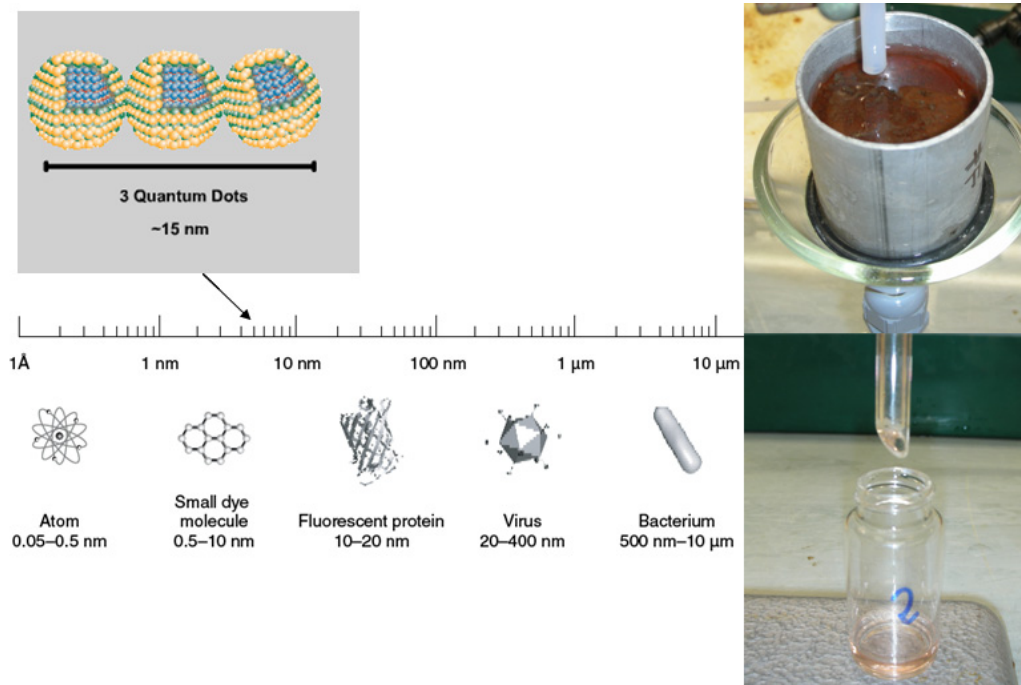 3 Quantum Dots
~15 nm
1Å 1 nm 10 nm 100 nm 1 µm 10 µm
Atom
0.05–0.5 nm
Small dye
molecule
0.5–10 nm
Fluorescent protein
10–20 nm
Virus
20–400 nm
Bacterium
500 nm–10 µm
2